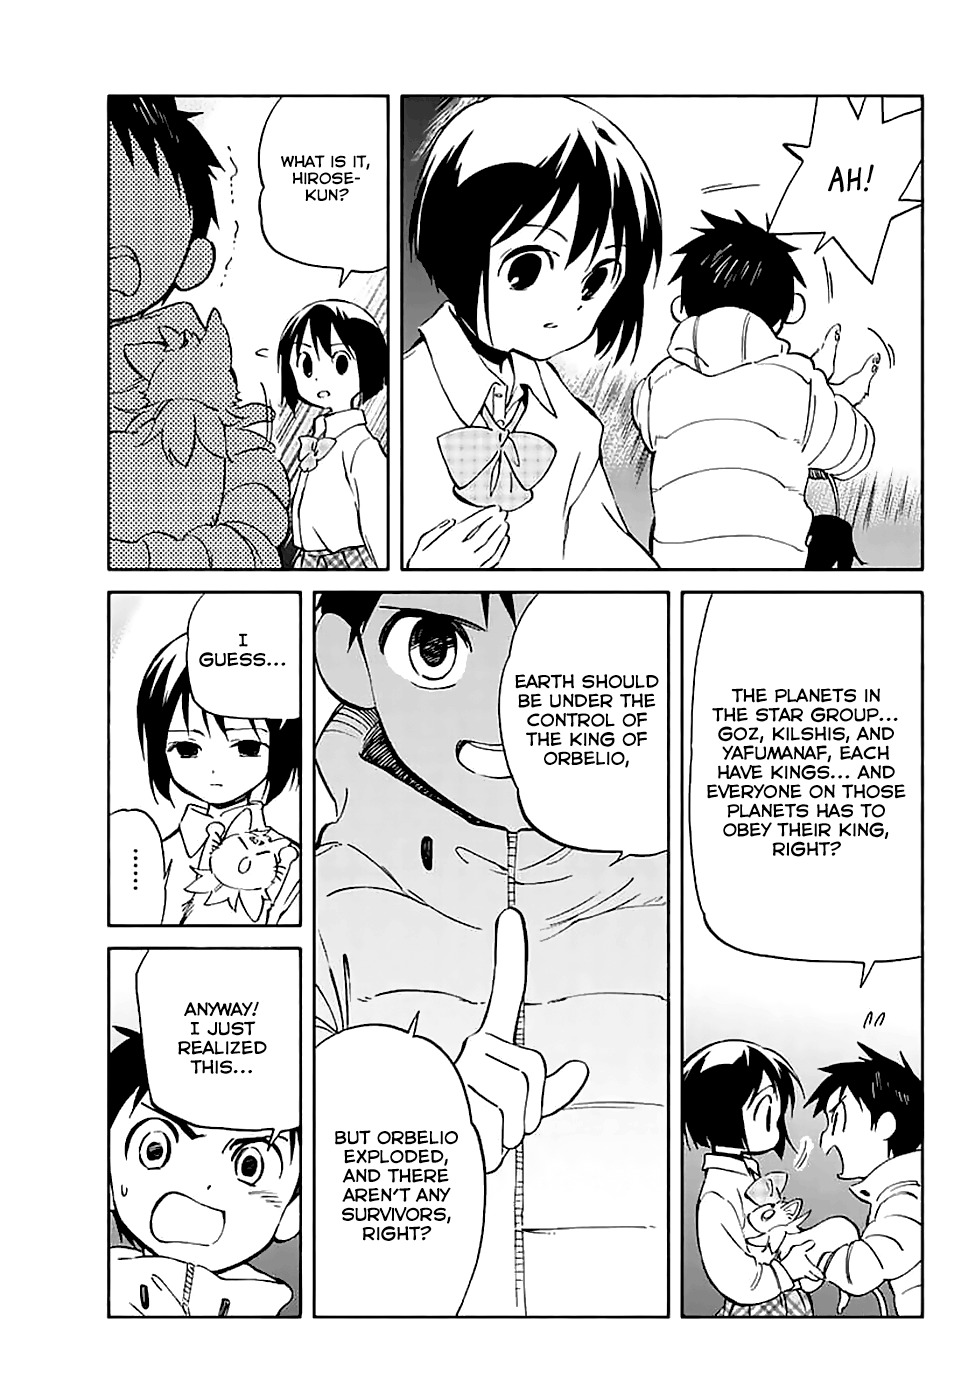 AH!
WHAT IS IT,
HIROSE-
KUN?
THE PLANETS IN
THE STAR GROUP...
GOZ, KILSHIS, AND
YAFUMANAF, EACH
HAVE KINGS... AND
EVERYONE ON THOSE
PLANETS HAS TO
OBEY THEIR KING,
RIGHT?
EARTH SHOULD
BE UNDER THE
CONTROL OF
THE KING OF
ORBELIO,
BUT ORBELIO
EXPLODED,
AND THERE
AREN'T ANY
SURVIVORS,
RIGHT?
I
GUESS...
......
ANYWAY!
I JUST
REALIZED
THIS...